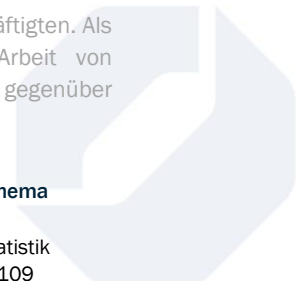 äftigten. Als
Arbeit von
gegenüber
hema
atistik
109